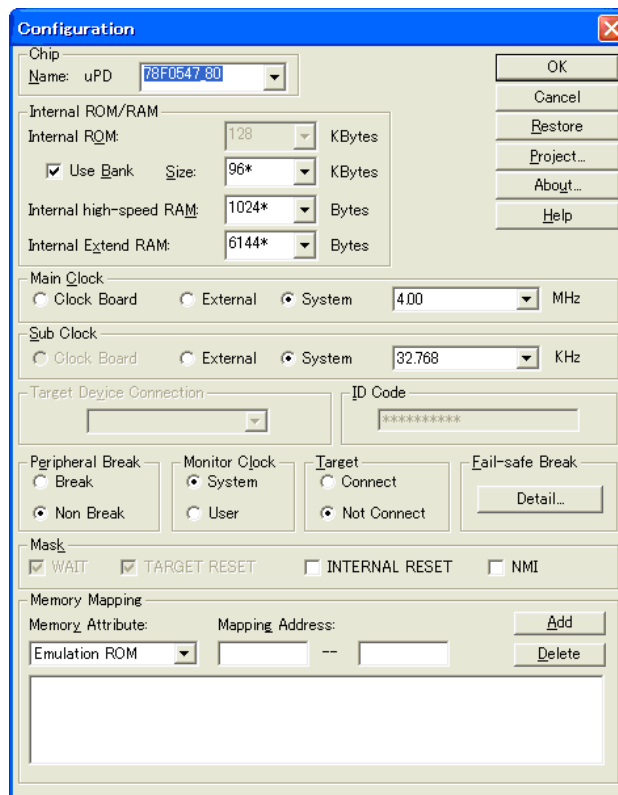 Configuration
Chip
Name: uPD 78F0547_80
OK
Cancel
Restore
Project...
About...
Help
Internal ROM/RAM
Internal ROM: 128 KBytes
Use Bank Size: 96* KBytes
Internal high-speed RAM: 1024* Bytes
Internal Extend RAM: 6144* Bytes
Main Clock
Clock Board External System 4.00 MHz
Sub Clock
Clock Board External System 32.768 KHz
Target Device Connection
ID Code
**********
Peripheral Break
Break
Non Break
Monitor Clock
System
User
Target
Connect
Not Connect
Fail-safe Break
Detail...
Mask
WAIT TARGET RESET INTERNAL RESET NMI
Memory Mapping
Memory Attribute: Mapping Address:
Add
Emulation ROM -- 
Delete